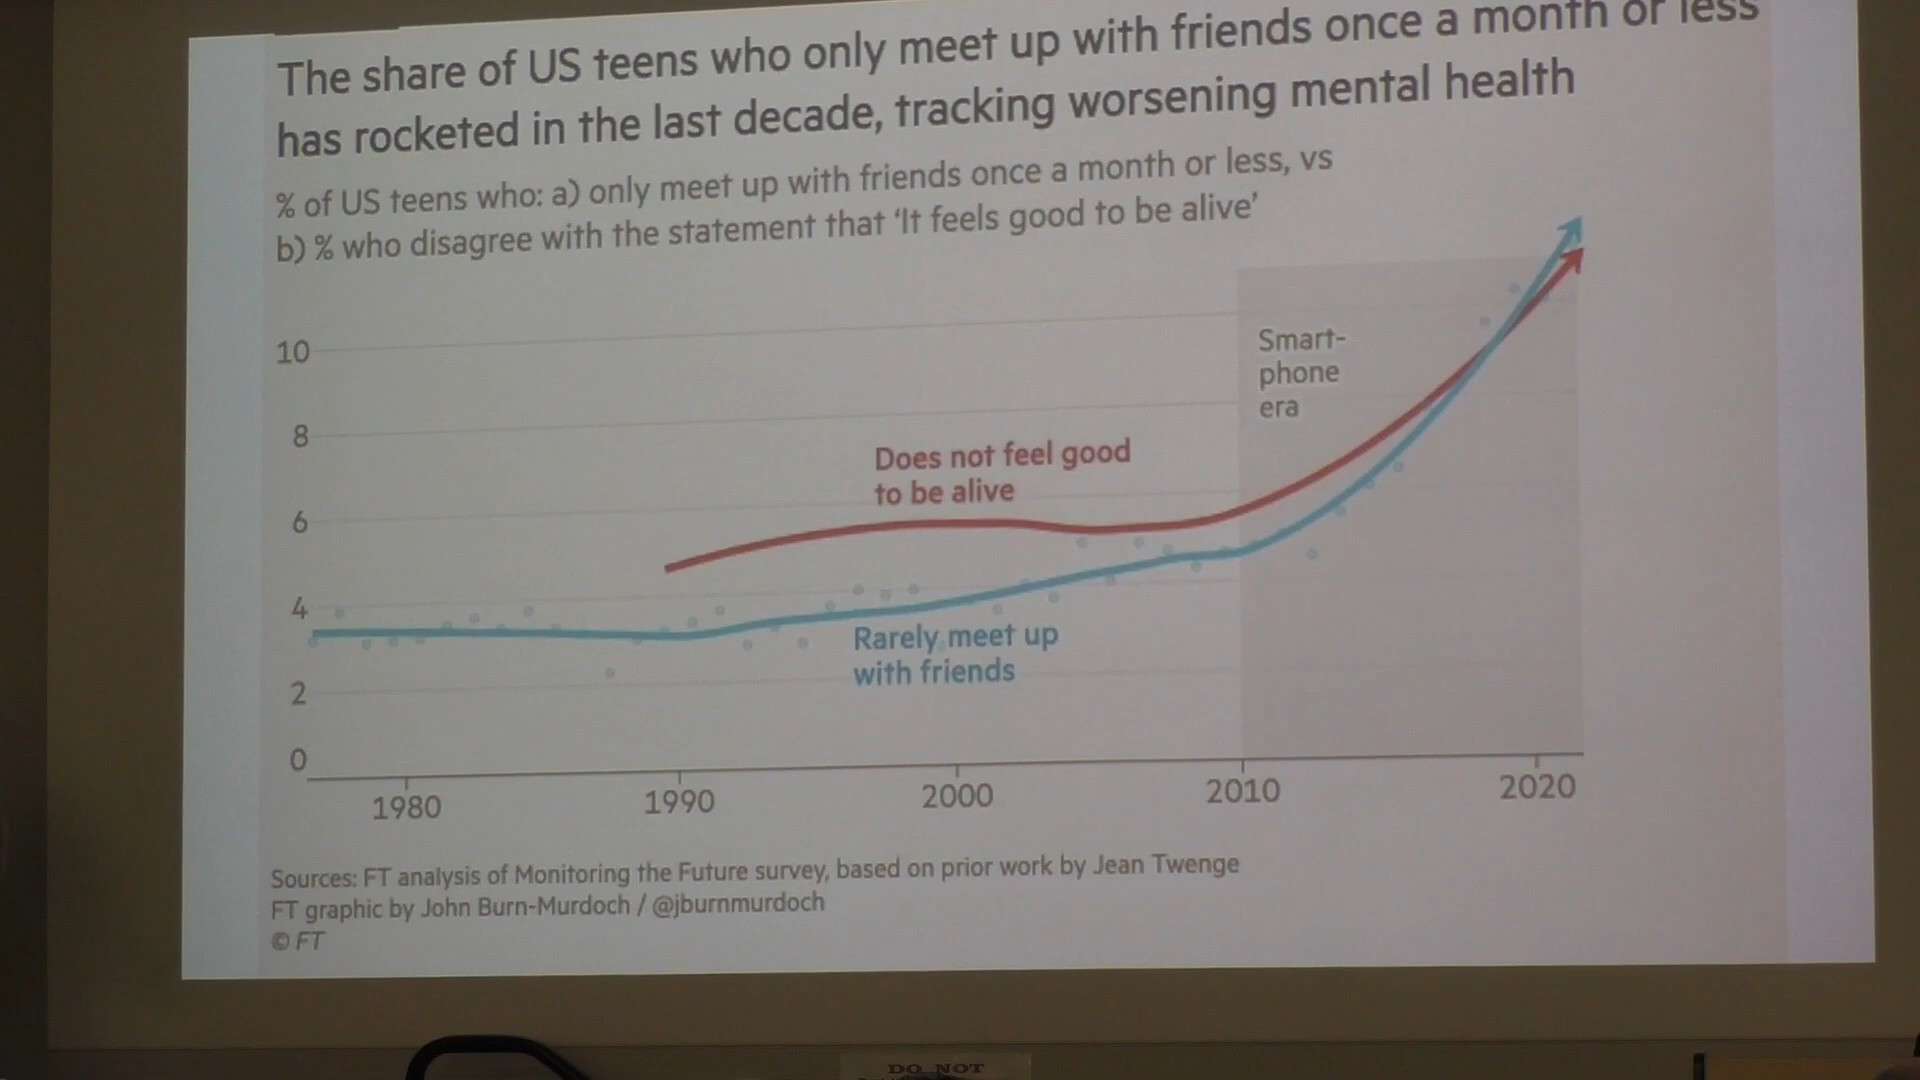 The share of US teens who only meet up with friends once a month or less
has rocketed in the last decade, tracking worsening mental health
% of US teens who: a) only meet up with friends once a month or less, vs
b) % who disagree with the statement that ‘It feels good to be alive’
10
8
6
4
2
0
Smart-
phone
era
Does not feel good
to be alive
Rarely meet up
with friends
1980
1990
2000
2010
2020
Sources: FT analysis of Monitoring the Future survey, based on prior work by Jean Twenge
FT graphic by John Burn-Murdoch / @jburnmurdoch
© FT
DO NOT